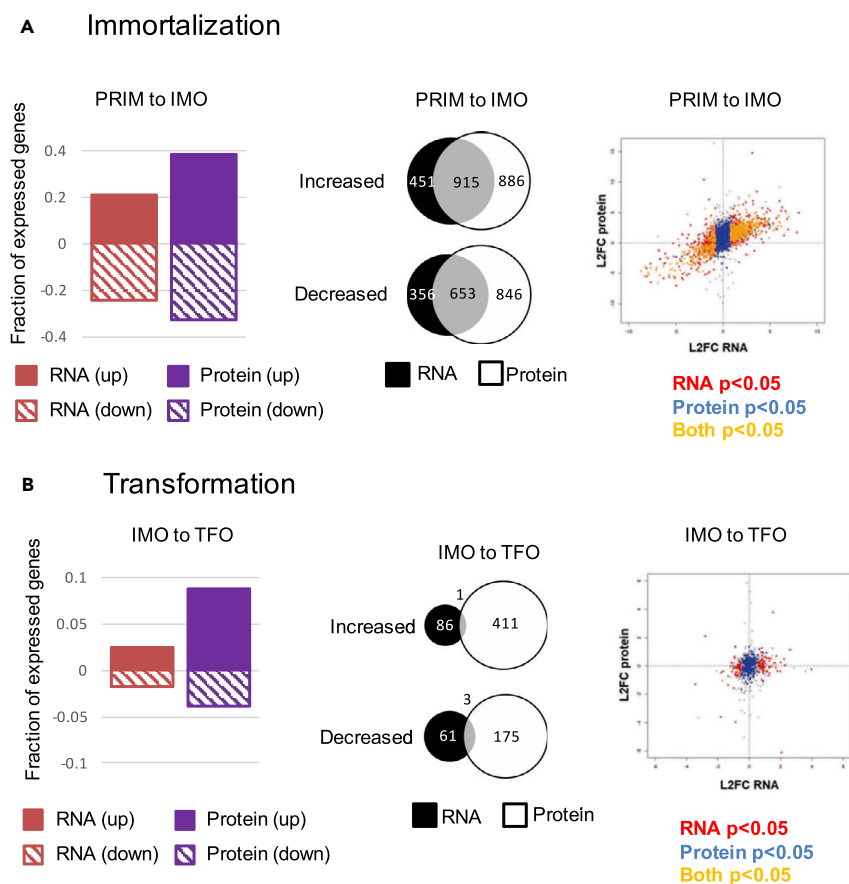 A Immortalization
PRIM to IMO
Fraction of expressed genes
0.4
0.2
0
-0.2
-0.4
RNA (up) Protein (up)
RNA (down) Protein (down)
PRIM to IMO
Increased 451 915 886
Decreased 356 653 846
RNA Protein
PRIM to IMO
L2FC protein
-10 -5 0 5 10
L2FC RNA
RNA p<0.05
Protein p<0.05
Both p<0.05
B Transformation
IMO to TFO
Fraction of expressed genes
0.1
0.05
0
-0.05
-0.1
RNA (up) Protein (up)
RNA (down) Protein (down)
IMO to TFO
1
Increased 86 411
3
Decreased 61 175
RNA Protein
IMO to TFO
L2FC protein
L2FC RNA
RNA p<0.05
Protein p<0.05
Both p<0.05